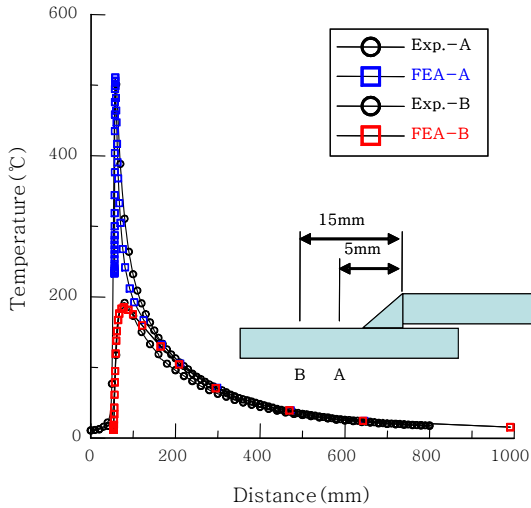 600
400
200
0
0
200
400
600
800
1000
Temperature(℃)
Distance(mm)
Exp.-A
FEA-A
Exp.-B
FEA-B
15mm
5mm
B A